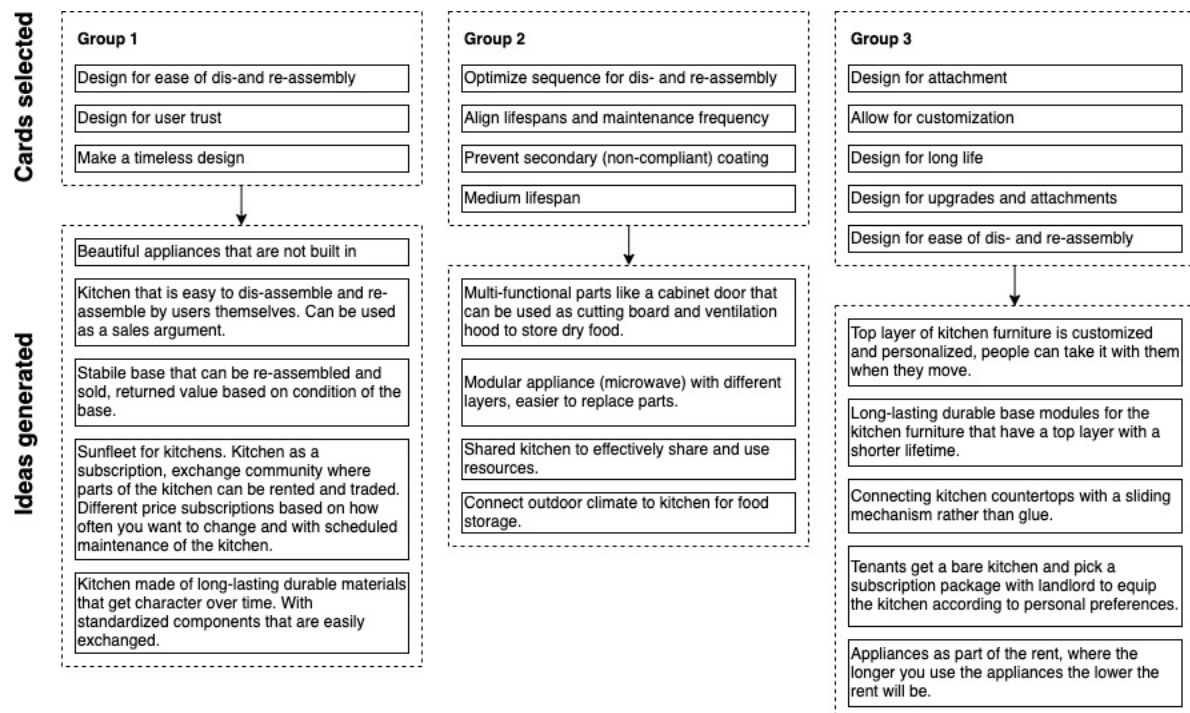 Cards selected
Group 1
Design for ease of dis-and re-assembly
Design for user trust
Make a timeless design
Group 2
Optimize sequence for dis- and re-assembly
Align lifespans and maintenance frequency
Prevent secondary (non-compliant) coating
Medium lifespan
Group 3
Design for attachment
Allow for customization
Design for long life
Design for upgrades and attachments
Design for ease of dis- and re-assembly
Ideas generated
Beautiful appliances that are not built in
Kitchen that is easy to dis-assemble and re-
assemble by users themselves. Can be used
as a sales argument.
Stabile base that can be re-assembled and
sold, returned value based on condition of the
base.
Sunfleet for kitchens. Kitchen as a
subscription, exchange community where
parts of the kitchen can be rented and traded.
Different price subscriptions based on how
often you want to change and with scheduled
maintenance of the kitchen.
Kitchen made of long-lasting durable materials
that get character over time. With
standardized components that are easily
exchanged.
Multi-functional parts like a cabinet door that
can be used as cutting board and ventilation
hood to store dry food.
Modular appliance (microwave) with different
layers, easier to replace parts.
Shared kitchen to effectively share and use
resources.
Connect outdoor climate to kitchen for food
storage.
Top layer of kitchen furniture is customized
and personalized, people can take it with them
when they move.
Long-lasting durable base modules for the
kitchen furniture that have a top layer with a
shorter lifetime.
Connecting kitchen countertops with a sliding
mechanism rather than glue.
Tenants get a bare kitchen and pick a
subscription package with landlord to equip
the kitchen according to personal preferences.
Appliances as part of the rent, where the
longer you use the appliances the lower the
rent will be.